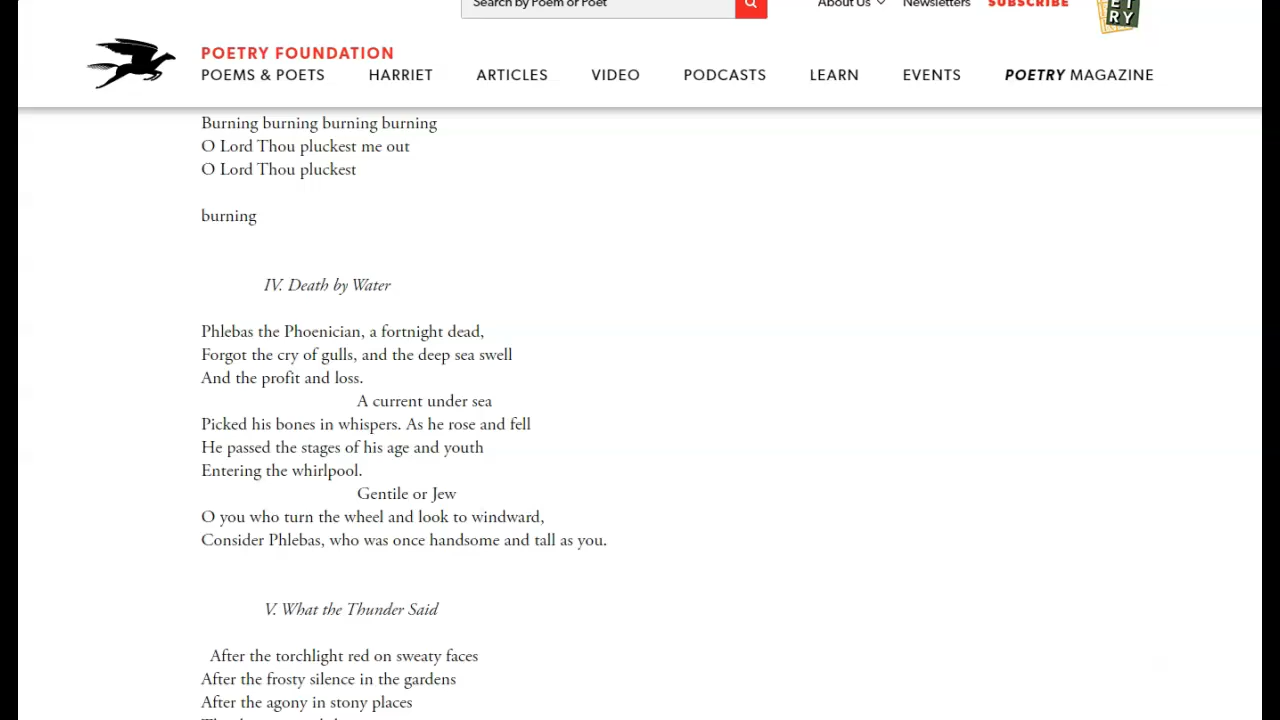 Search by Poem or Poet
About Us
Newsletters
SUBSCRIBE
ET
RY
POETRY FOUNDATION
POEMS & POETS
HARRIET
ARTICLES
VIDEO
PODCASTS
LEARN
EVENTS
POETRY MAGAZINE
Burning burning burning burning
O Lord Thou pluckest me out
O Lord Thou pluckest
burning
IV. Death by Water
Phlebas the Phoenician, a fortnight dead,
Forgot the cry of gulls, and the deep sea swell
And the profit and loss.
A current under sea
Picked his bones in whispers. As he rose and fell
He passed the stages of his age and youth
Entering the whirlpool.
Gentile or Jew
O you who turn the wheel and look to windward,
Consider Phlebas, who was once handsome and tall as you.
V. What the Thunder Said
After the torchlight red on sweaty faces
After the frosty silence in the gardens
After the agony in stony places